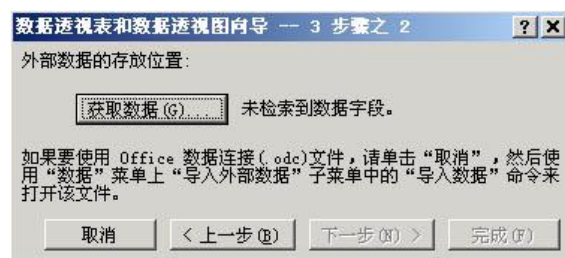 数据透视表和数据透视图向导 -- 3 步骤之 2
外部数据的存放位置:
获取数据(G)... 未检索到数据字段。
如果要使用 Office 数据连接(.odc)文件，请单击“取消”，然后使
用“数据”菜单上“导入外部数据”子菜单中的“导入数据”命令来
打开该文件。
取消 < 上一步(B) 下一步(N) > 完成(F)